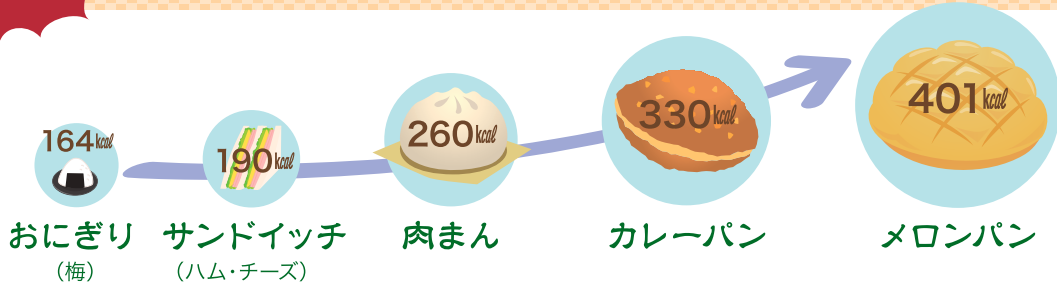 164kcal
190kcal
260kcal
330kcal
401kcal
おにぎり
（梅）
サンドイッチ
（ハム・チーズ）
肉まん
カレーパン
メロンパン